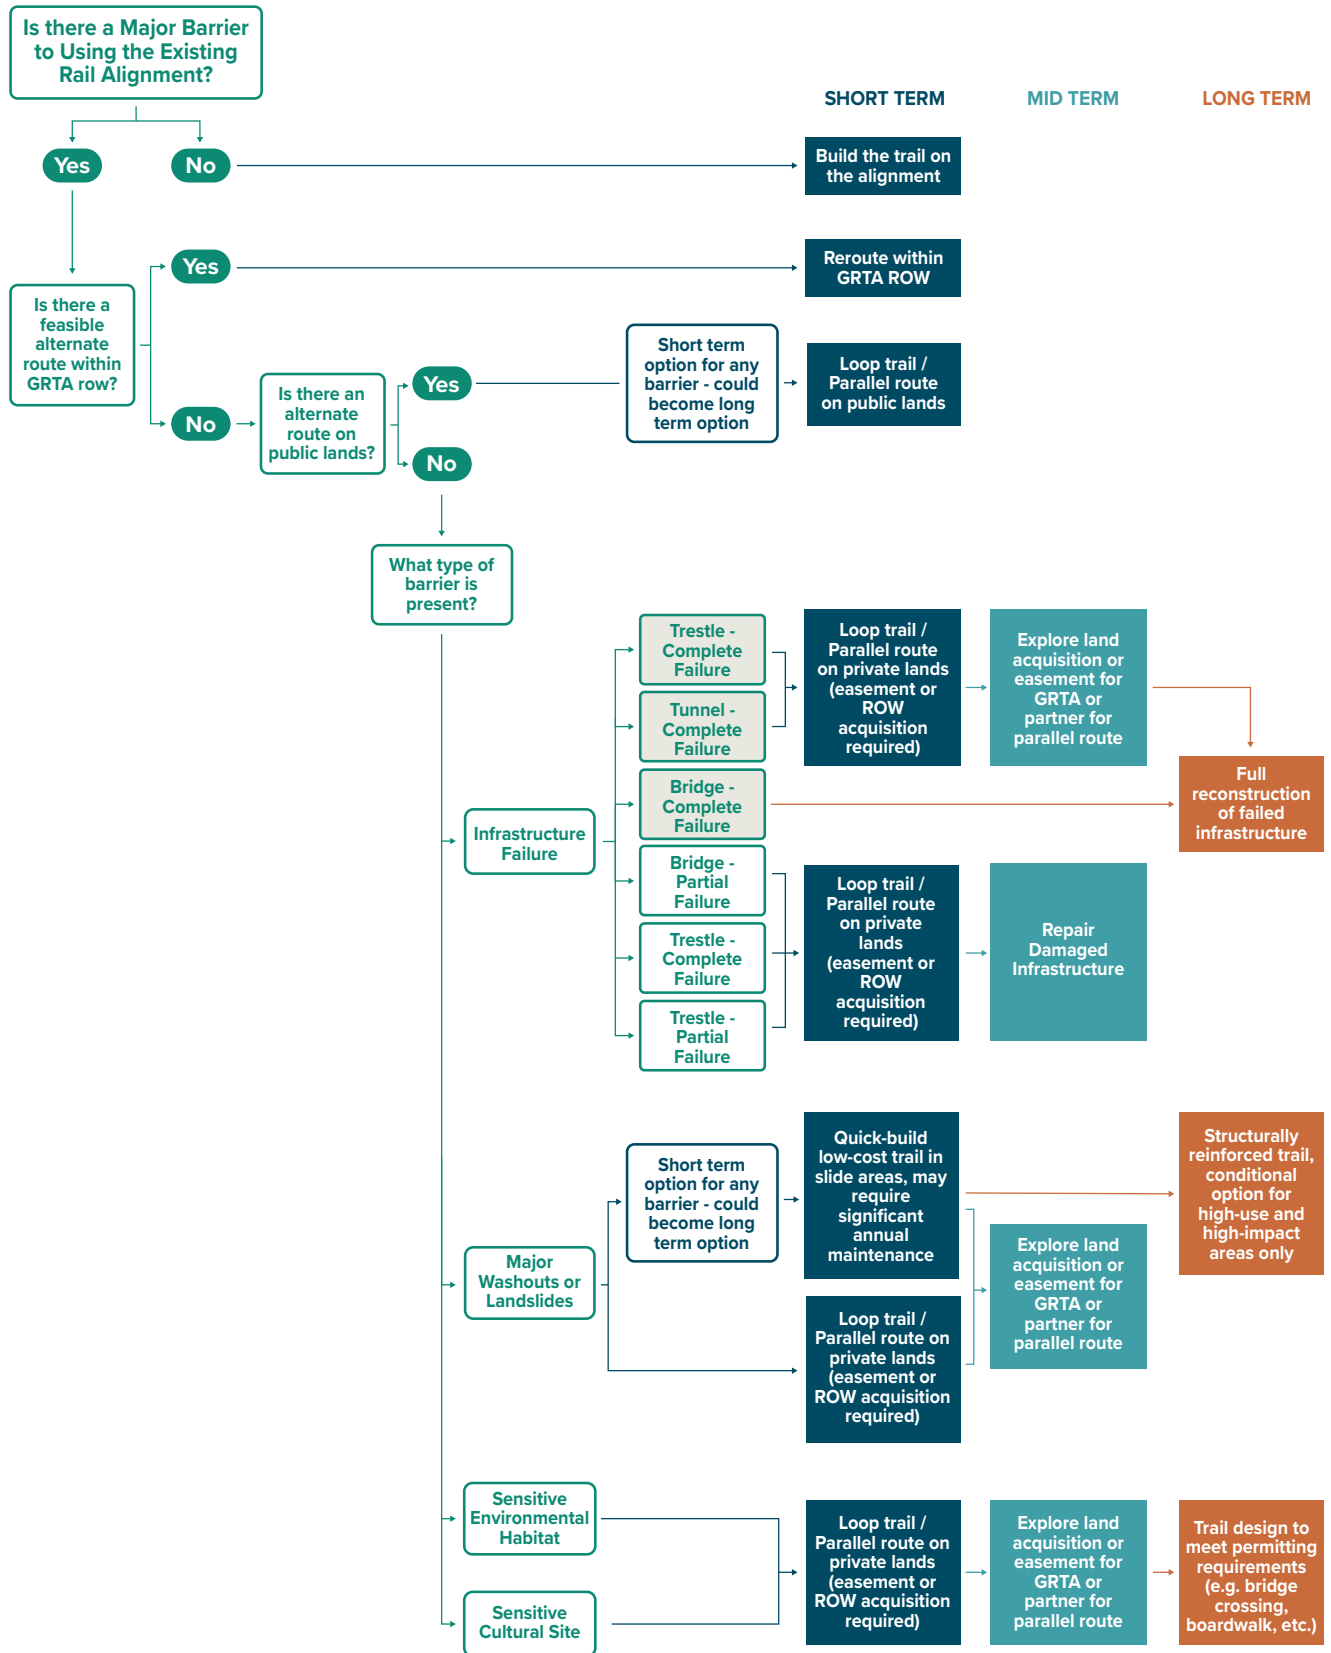 Is there a Major Barrier
to Using the Existing
Rail Alignment?
SHORT TERM
MID TERM
LONG TERM
Yes
No
Build the trail on
the alignment
Is there a
feasible
alternate
route within
GRTA row?
Yes
Reroute within
GRTA ROW
No
Is there an
alternate
route on
public lands?
Yes
Short term
option for any
barrier - could
become long
term option
Loop trail /
Parallel route
on public lands
No
What type of
barrier is
present?
Infrastructure
Failure
Trestle -
Complete
Failure
Tunnel -
Complete
Failure
Bridge -
Complete
Failure
Bridge -
Partial
Failure
Trestle -
Complete
Failure
Trestle -
Partial
Failure
Loop trail /
Parallel route
on private lands
(easement or
ROW
acquisition
required)
Explore land
acquisition or
easement for
GRTA or
partner for
parallel route
Full
reconstruction
of failed
infrastructure
Loop trail /
Parallel route
on private
lands
(easement or
ROW
acquisition
required)
Repair
Damaged
Infrastructure
Major
Washouts or
Landslides
Short term
option for any
barrier - could
become long
term option
Quick-build
low-cost trail in
slide areas, may
require
significant
annual
maintenance
Structurally
reinforced trail,
conditional
option for
high-use and
high-impact
areas only
Loop trail /
Parallel route on
private lands
(easement or
ROW acquisition
required)
Explore land
acquisition or
easement for
GRTA or
partner for
parallel route
Sensitive
Environmental
Habitat
Sensitive
Cultural Site
Loop trail /
Parallel route on
private lands
(easement or
ROW acquisition
required)
Explore land
acquisition or
easement for
GRTA or
partner for
parallel route
Trail design to
meet permitting
requirements
(e.g. bridge
crossing,
boardwalk, etc.)